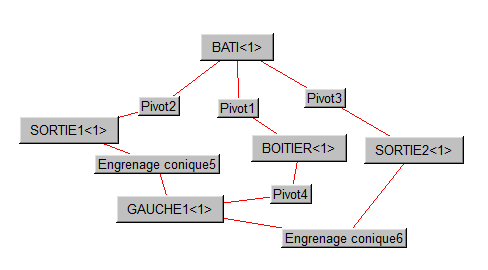 BATI<1>
Pivot2
Pivot1
Pivot3
SORTIE1<1>
BOITIER<1>
SORTIE2<1>
Engrenage conique5
Pivot4
GAUCHE1<1>
Engrenage conique6